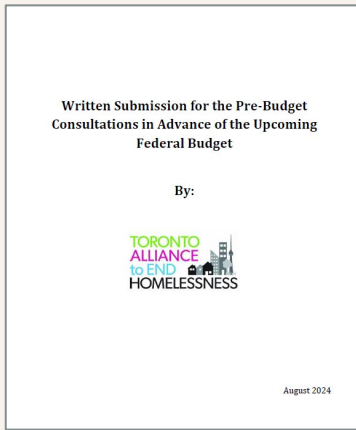 Written Submission for the Pre-Budget
Consultations in Advance of the Upcoming
Federal Budget
By:
TORONTO
ALLIANCE
to END
HOMELESSNESS
August 2024